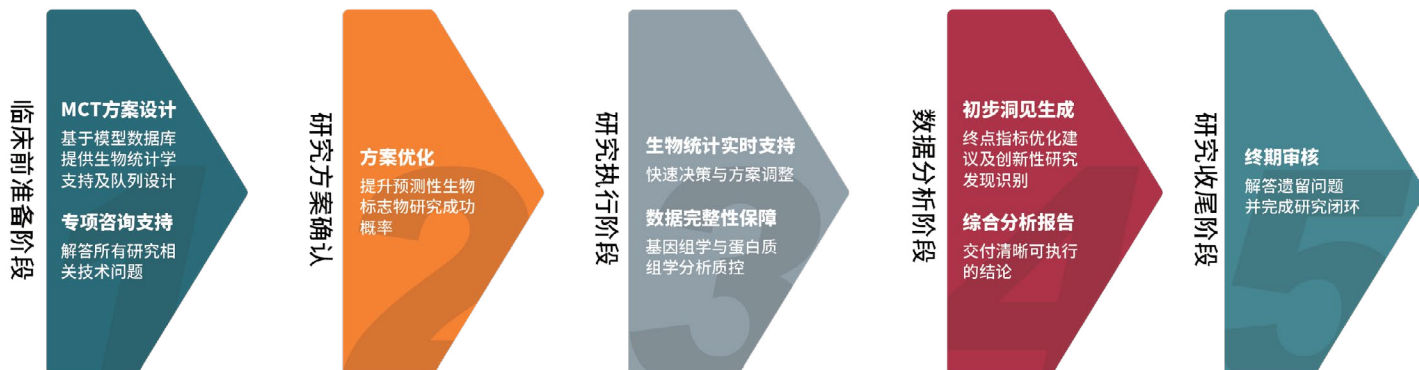 临床前准备阶段
MCT方案设计
基于模型数据库
提供生物统计学
支持及队列设计
专项咨询支持
解答所有研究相
关技术问题
1
研究方案确认
方案优化
提升预测性生物
标志物研究成功
概率
2
研究执行阶段
生物统计实时支持
快速决策与方案调整
数据完整性保障
基因组学与蛋白质
组学分析质控
3
数据分析阶段
初步洞见生成
终点指标优化建
议及创新性研究
发现识别
综合分析报告
交付清晰可执行
的结论
4
研究收尾阶段
终期审核
解答遗留问题
并完成研究闭环
5